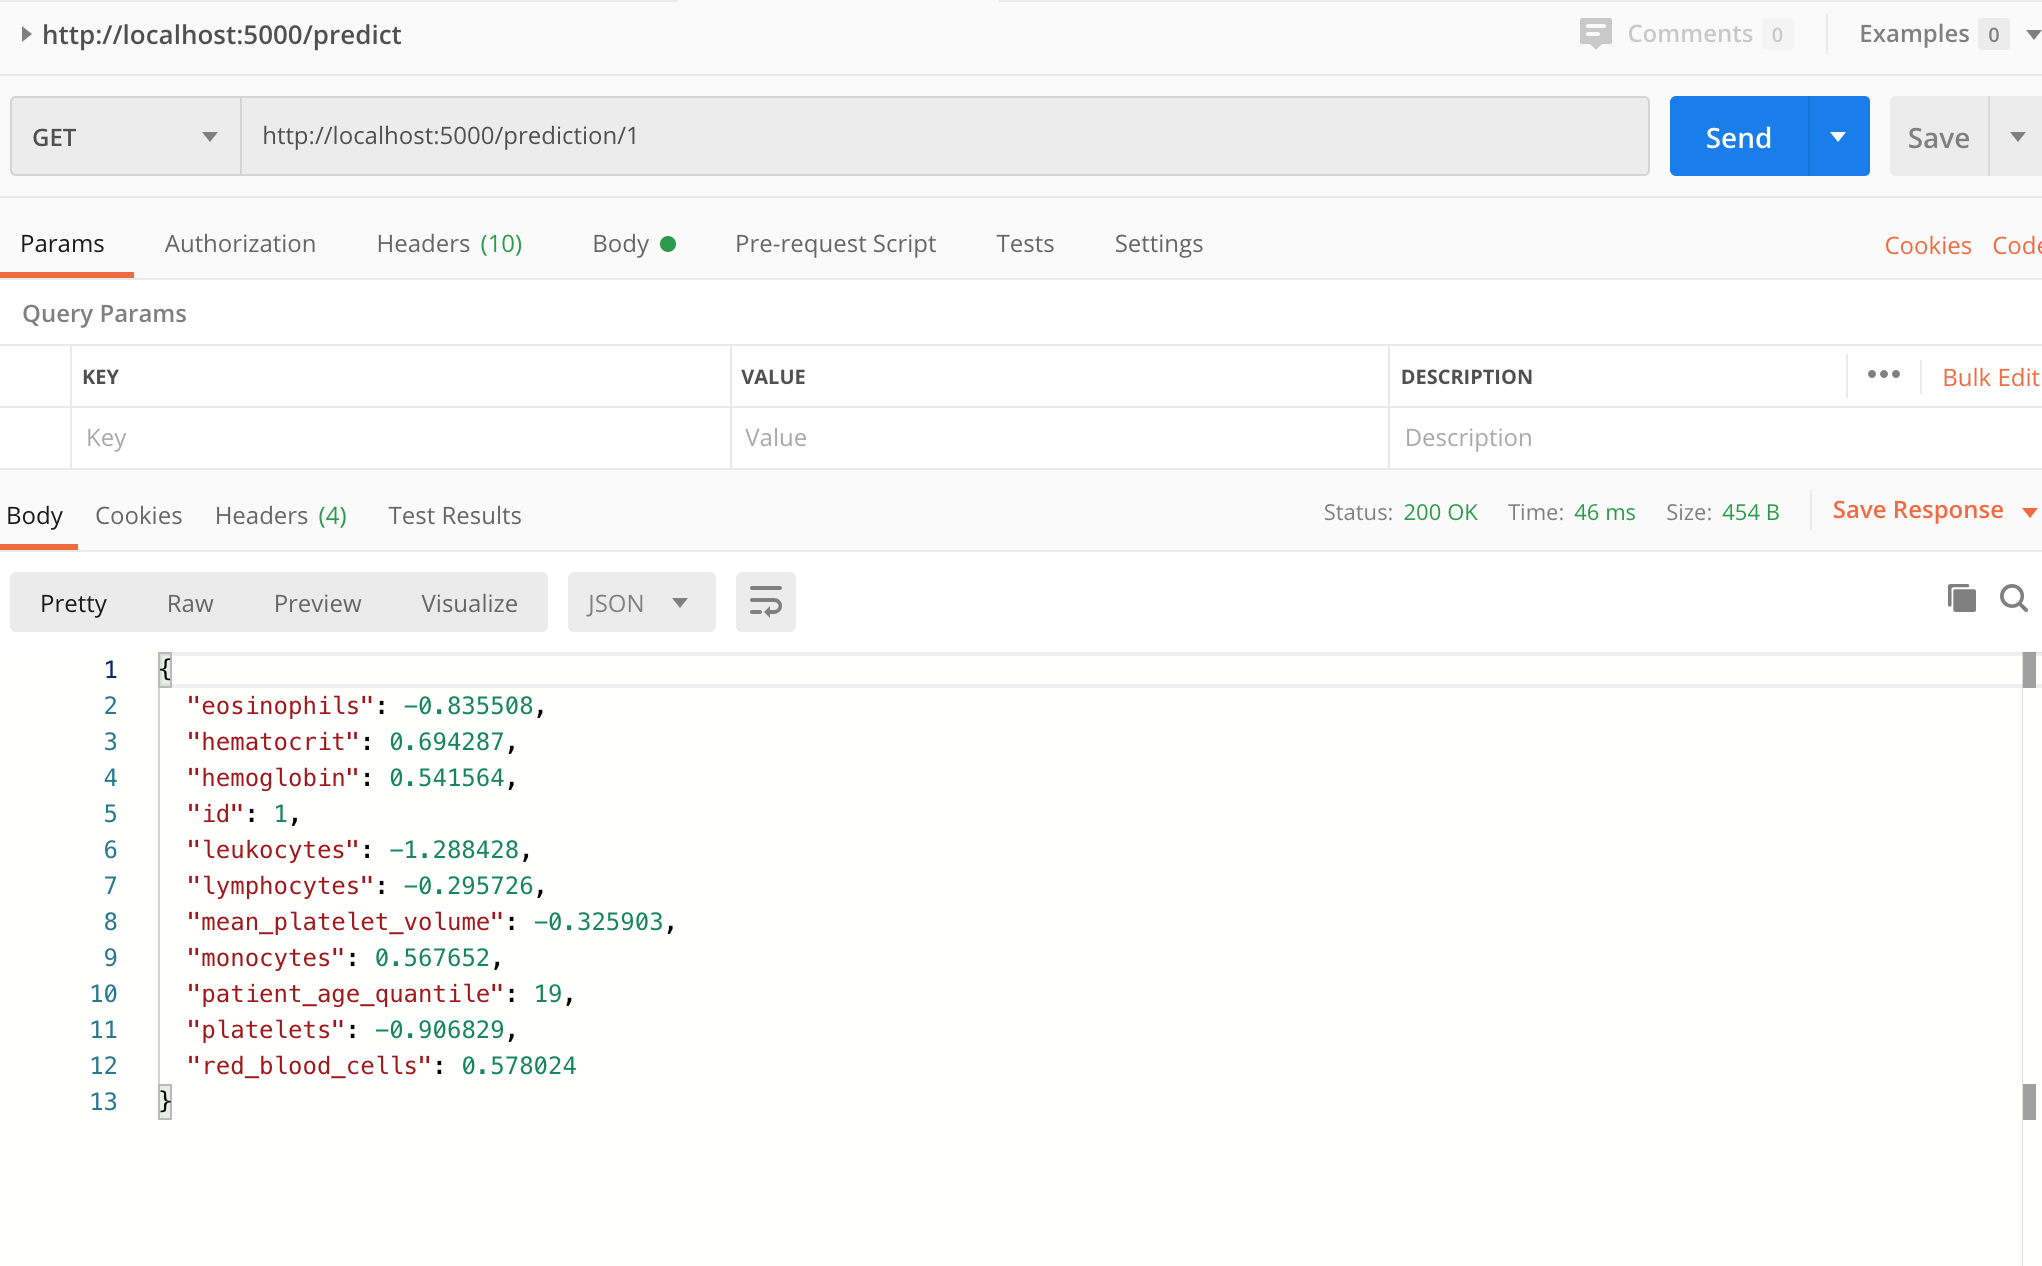 http://localhost:5000/predict Comments 0 Examples 0
GET http://localhost:5000/prediction/1 Send Save
Params Authorization Headers (10) Body Pre-request Script Tests Settings Cookies Code
Query Params
KEY VALUE DESCRIPTION ••• Bulk Edit
Key Value Description
Body Cookies Headers (4) Test Results Status: 200 OK Time: 46 ms Size: 454 B Save Response
Pretty Raw Preview Visualize JSON
1 {
2 "eosinophils": -0.835508,
3 "hematocrit": 0.694287,
4 "hemoglobin": 0.541564,
5 "id": 1,
6 "leukocytes": -1.288428,
7 "lymphocytes": -0.295726,
8 "mean_platelet_volume": -0.325903,
9 "monocytes": 0.567652,
10 "patient_age_quantile": 19,
11 "platelets": -0.906829,
12 "red_blood_cells": 0.578024
13 }